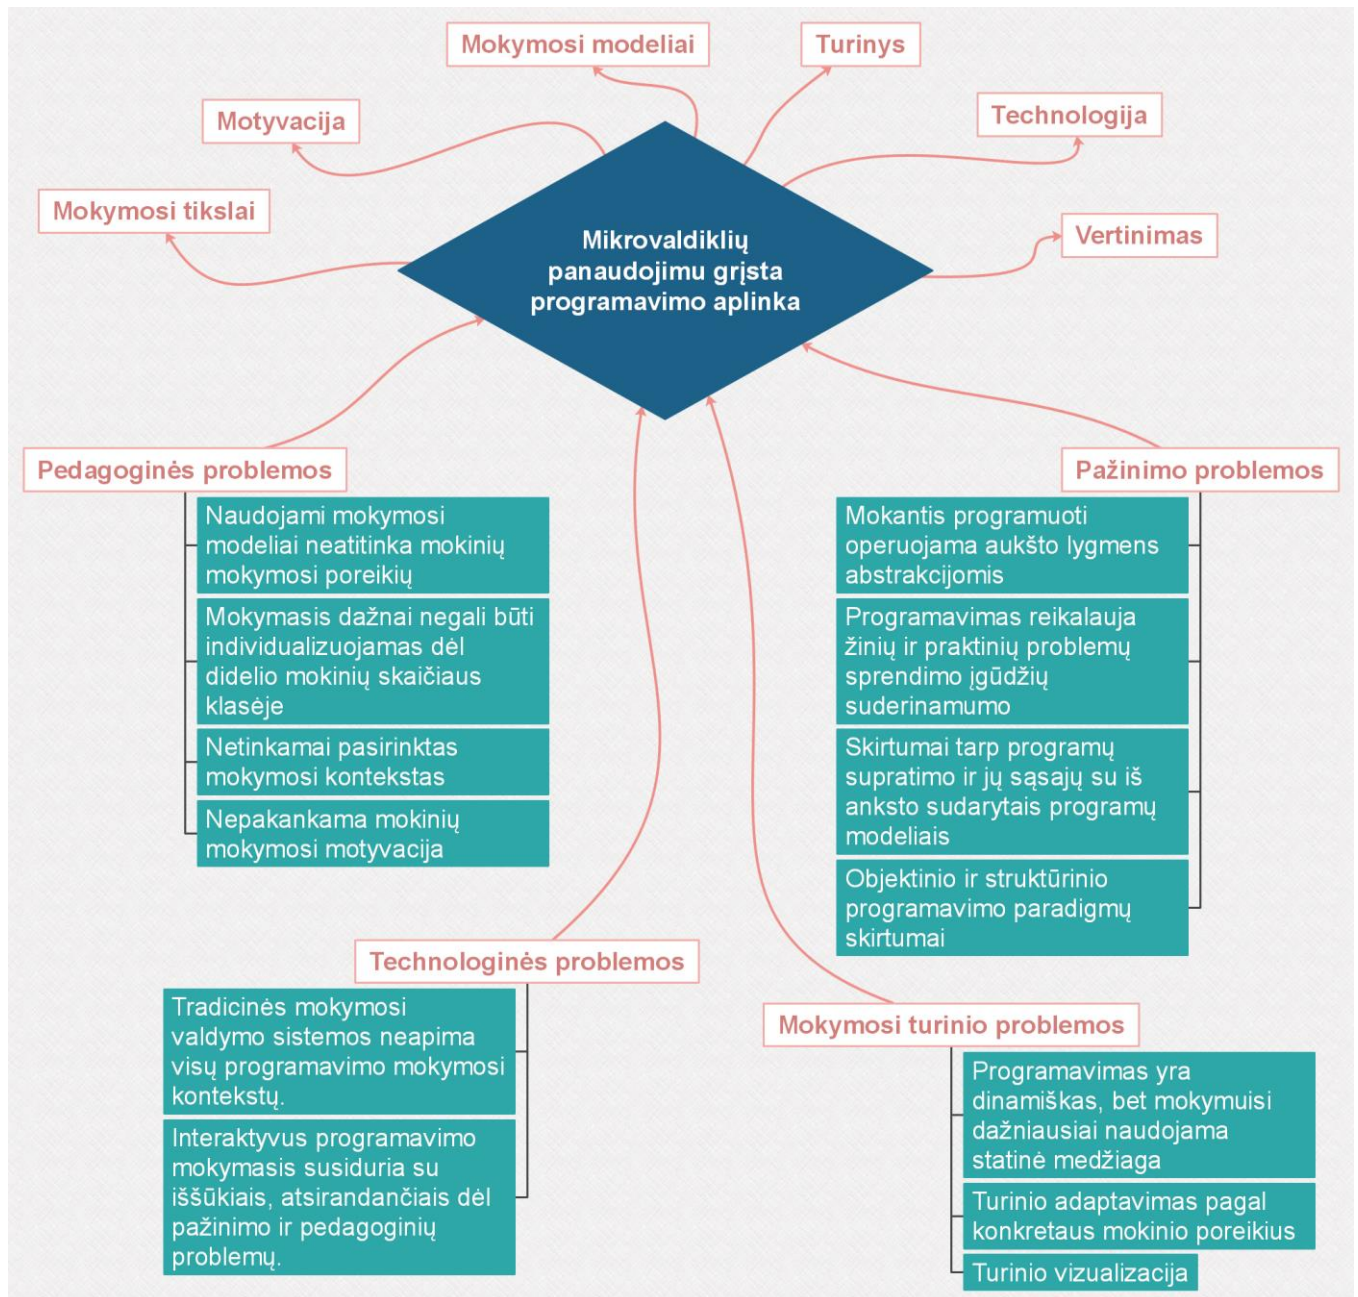 Mokymosi modeliai
Turinys
Motyvacija
Technologija
Mokymosi tikslai
Vertinimas
Mikrovaldiklių
panaudojimu grįsta
programavimo aplinka
Pedagoginės problemos
Naudojami mokymosi
modeliai neatitinka mokinių
mokymosi poreikių
Mokymasis dažnai negali būti
individualizuojamas dėl
didelio mokinių skaičiaus
klasėje
Netinkamai pasirinktas
mokymosi kontekstas
Nepakankama mokinių
mokymosi motyvacija
Pažinimo problemos
Mokantis programuoti
operuojama aukšto lygmens
abstrakcijomis
Programavimas reikalauja
žinių ir praktinių problemų
sprendimo įgūdžių
suderinamumo
Skirtumai tarp programų
supratimo ir jų sąsajų su iš
anksto sudarytais programų
modeliais
Objektinio ir struktūrinio
programavimo paradigmų
skirtumai
Technologinės problemos
Tradicinės mokymosi
valdymo sistemos neapima
visų programavimo mokymosi
kontekstų.
Interaktyvus programavimo
mokymasis susiduria su
iššūkiais, atsirandančiais dėl
pažinimo ir pedagoginių
problemų.
Mokymosi turinio problemos
Programavimas yra
dinamiškas, bet mokymuisi
dažniausiai naudojama
statinė medžiaga
Turinio adaptavimas pagal
konkretaus mokinio poreikius
Turinio vizualizacija